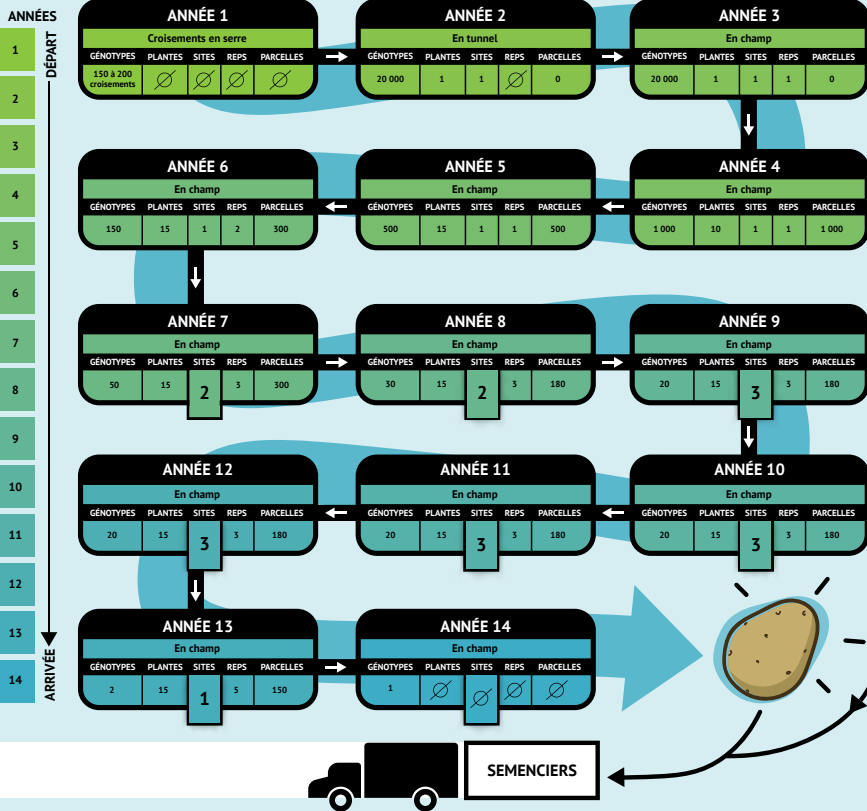 ANNÉES
1
2
3
4
5
6
7
8
9
10
11
12
13
14
DÉPART
ARRIVÉE
ANNÉE 1
Croisements en serre
GÉNOTYPES PLANTES SITES REPS PARCELLES
150 à 200
croisements ∅ ∅ ∅ ∅
ANNÉE 2
En tunnel
GÉNOTYPES PLANTES SITES REPS PARCELLES
20 000 1 1 ∅ 0
ANNÉE 3
En champ
GÉNOTYPES PLANTES SITES REPS PARCELLES
20 000 1 1 1 0
ANNÉE 4
En champ
GÉNOTYPES PLANTES SITES REPS PARCELLES
1 000 10 1 1 1 000
ANNÉE 5
En champ
GÉNOTYPES PLANTES SITES REPS PARCELLES
500 15 1 1 500
ANNÉE 6
En champ
GÉNOTYPES PLANTES SITES REPS PARCELLES
150 15 1 2 300
ANNÉE 7
En champ
GÉNOTYPES PLANTES SITES REPS PARCELLES
50 15 2 3 300
ANNÉE 8
En champ
GÉNOTYPES PLANTES SITES REPS PARCELLES
30 15 2 3 180
ANNÉE 9
En champ
GÉNOTYPES PLANTES SITES REPS PARCELLES
20 15 3 3 180
ANNÉE 10
En champ
GÉNOTYPES PLANTES SITES REPS PARCELLES
20 15 3 3 180
ANNÉE 11
En champ
GÉNOTYPES PLANTES SITES REPS PARCELLES
20 15 3 3 180
ANNÉE 12
En champ
GÉNOTYPES PLANTES SITES REPS PARCELLES
20 15 3 3 180
ANNÉE 13
En champ
GÉNOTYPES PLANTES SITES REPS PARCELLES
2 15 1 5 150
ANNÉE 14
En champ
GÉNOTYPES PLANTES SITES REPS PARCELLES
1 ∅ ∅ ∅ ∅
SEMENCIERS